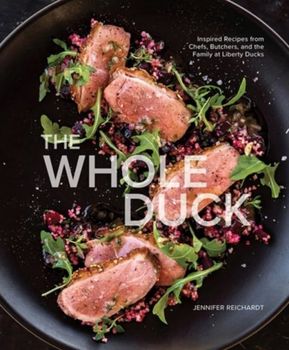 Inspired Recipes from
Chefs, Butchers, and the
Family at Liberty Ducks
THE
WHOLE
DUCK
JENNIFER REICHARDT